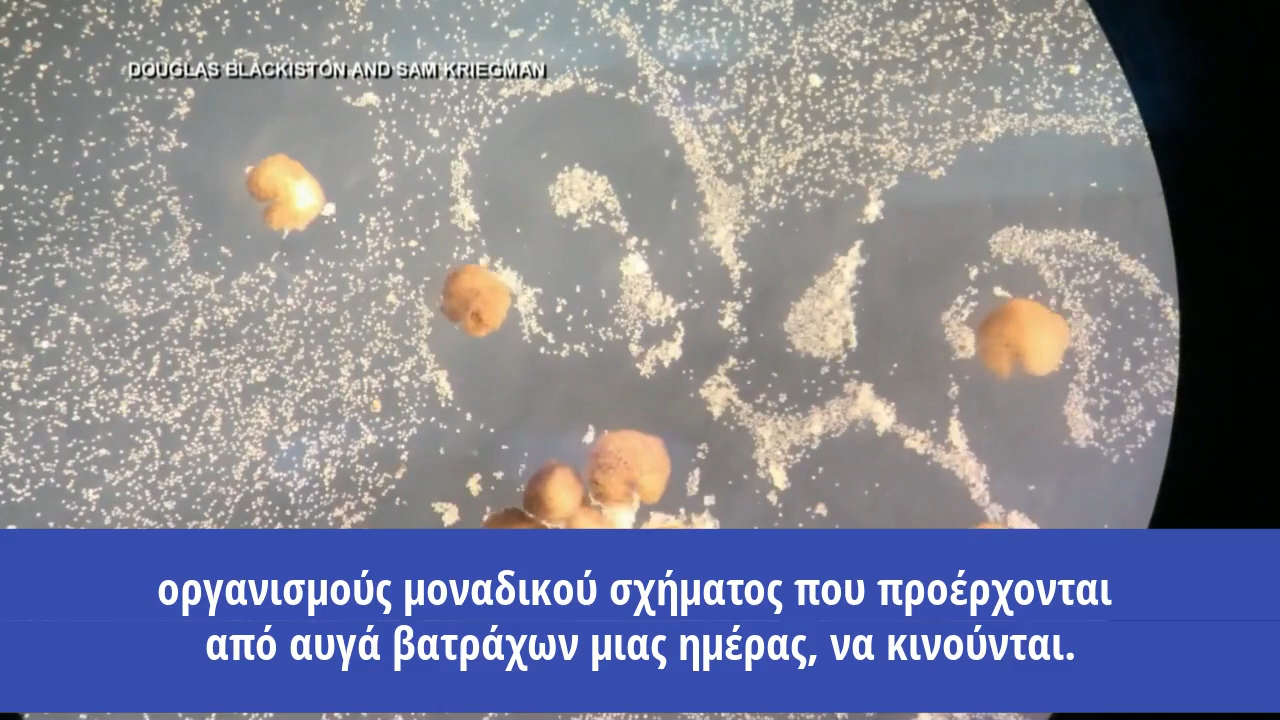 DOUGLAS BLACKISTON AND SAM KRIEGMAN
οργανισμούς μοναδικού σχήματος που προέρχονται
από αυγά βατράχων μιας ημέρας, να κινούνται.